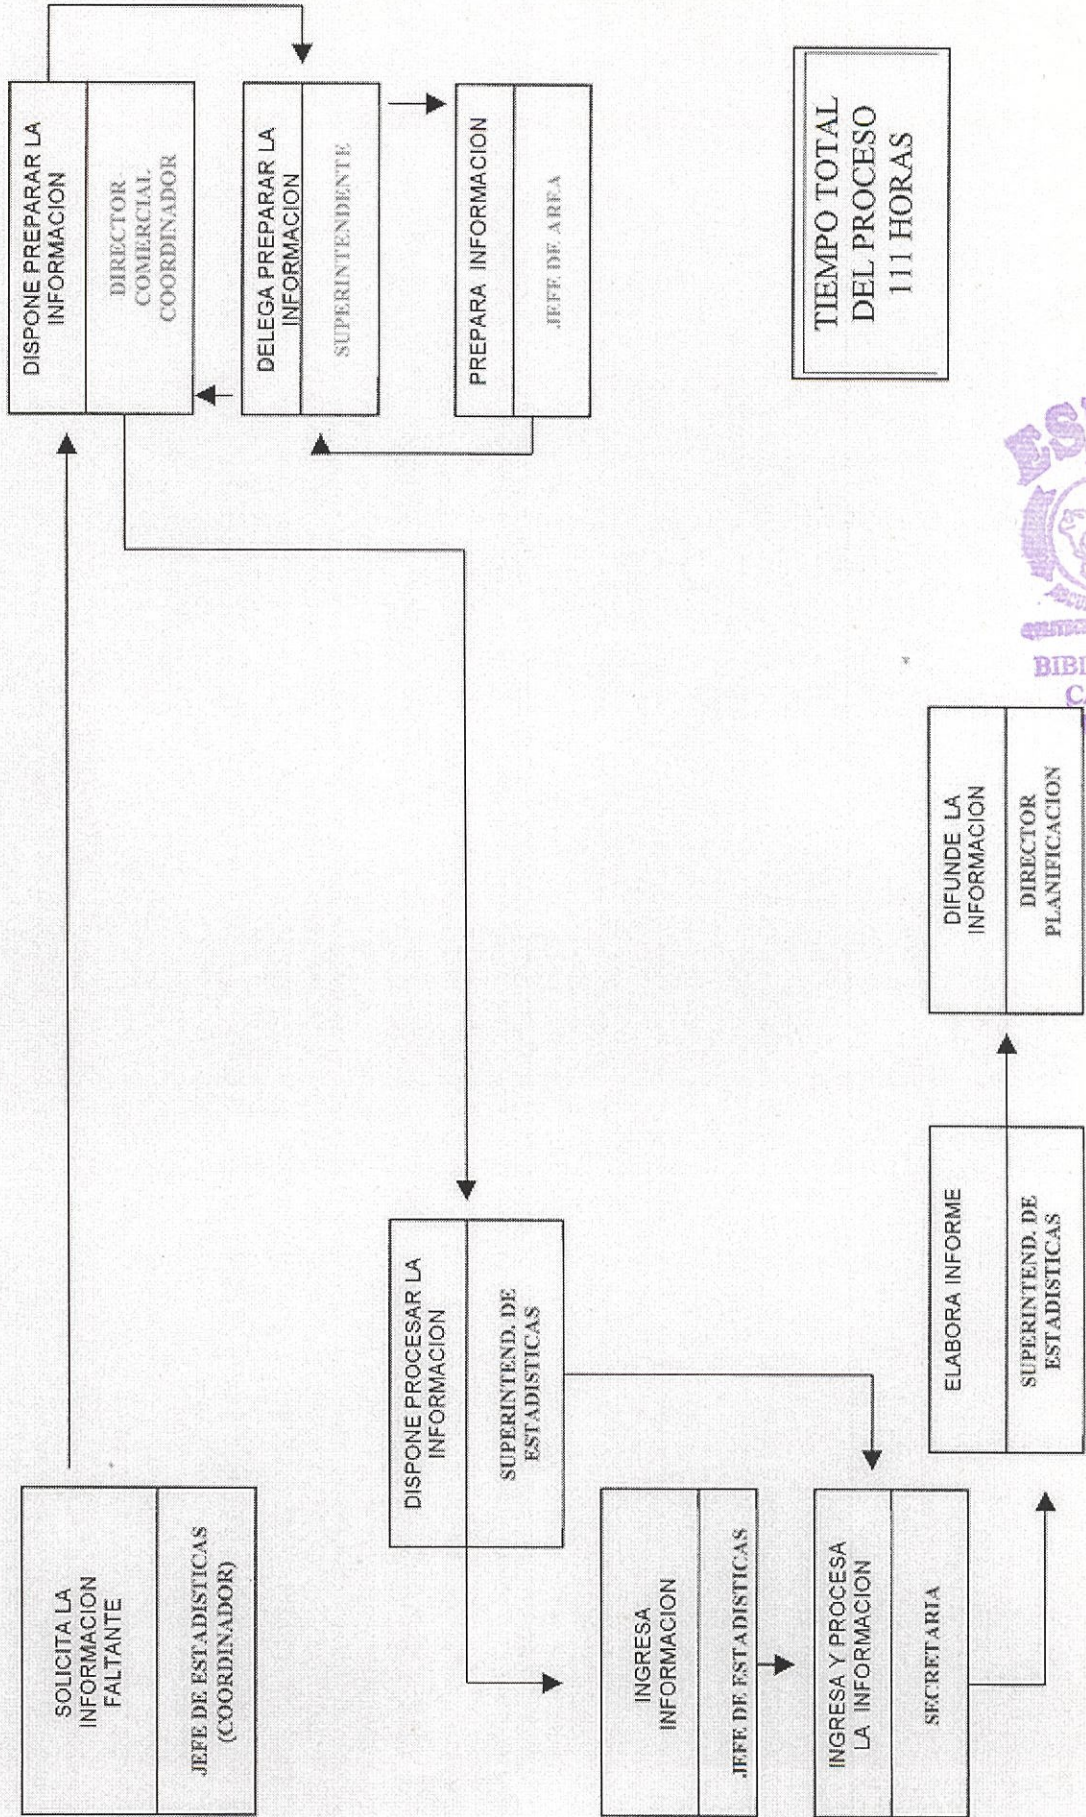 SOLICITA LA
INFORMACION
FALTANTE
JEFE DE ESTADISTICAS
(COORDINADOR)
DISPONE PREPARAR LA
INFORMACION
DIRECTOR
COMERCIAL
COORDINADOR
DELEGA PREPARAR LA
INFORMACION
SUPERINTENDENTE
PREPARA INFORMACION
JEFE DE AREA
DISPONE PROCESAR LA
INFORMACION
SUPERINTEND. DE
ESTADISTICAS
INGRESA
INFORMACION
JEFE DE ESTADISTICAS
INGRESA Y PROCESA
LA INFORMACION
SECRETARIA
ELABORA INFORME
SUPERINTEND. DE
ESTADISTICAS
DIFUNDE LA
INFORMACION
DIRECTOR
PLANIFICACION
TIEMPO TOTAL
DEL PROCESO
111 HORAS